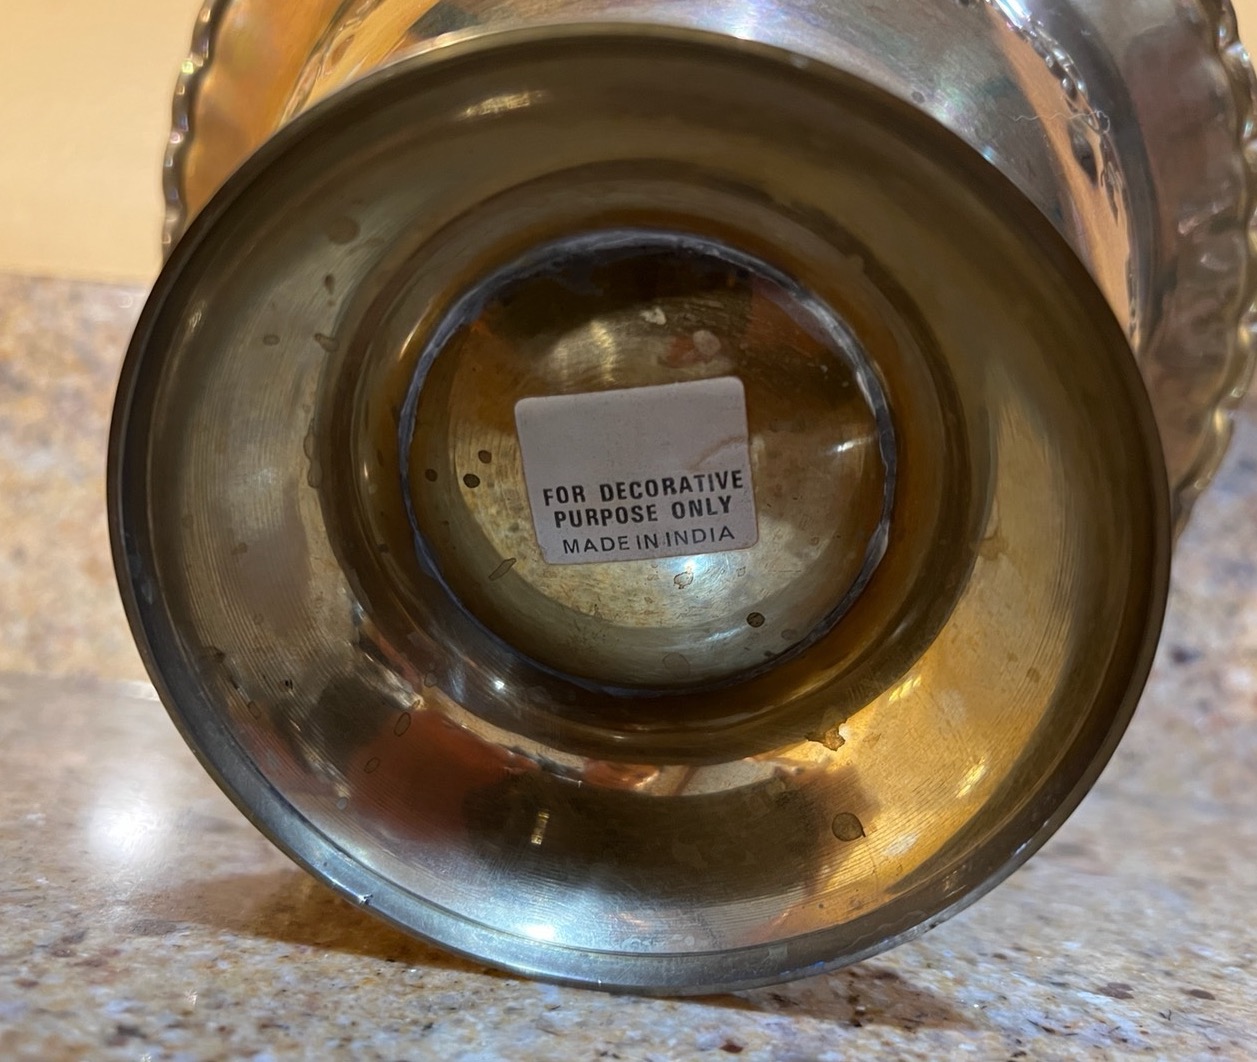 FOR DECORATIVE
PURPOSE ONLY
MADE IN INDIA